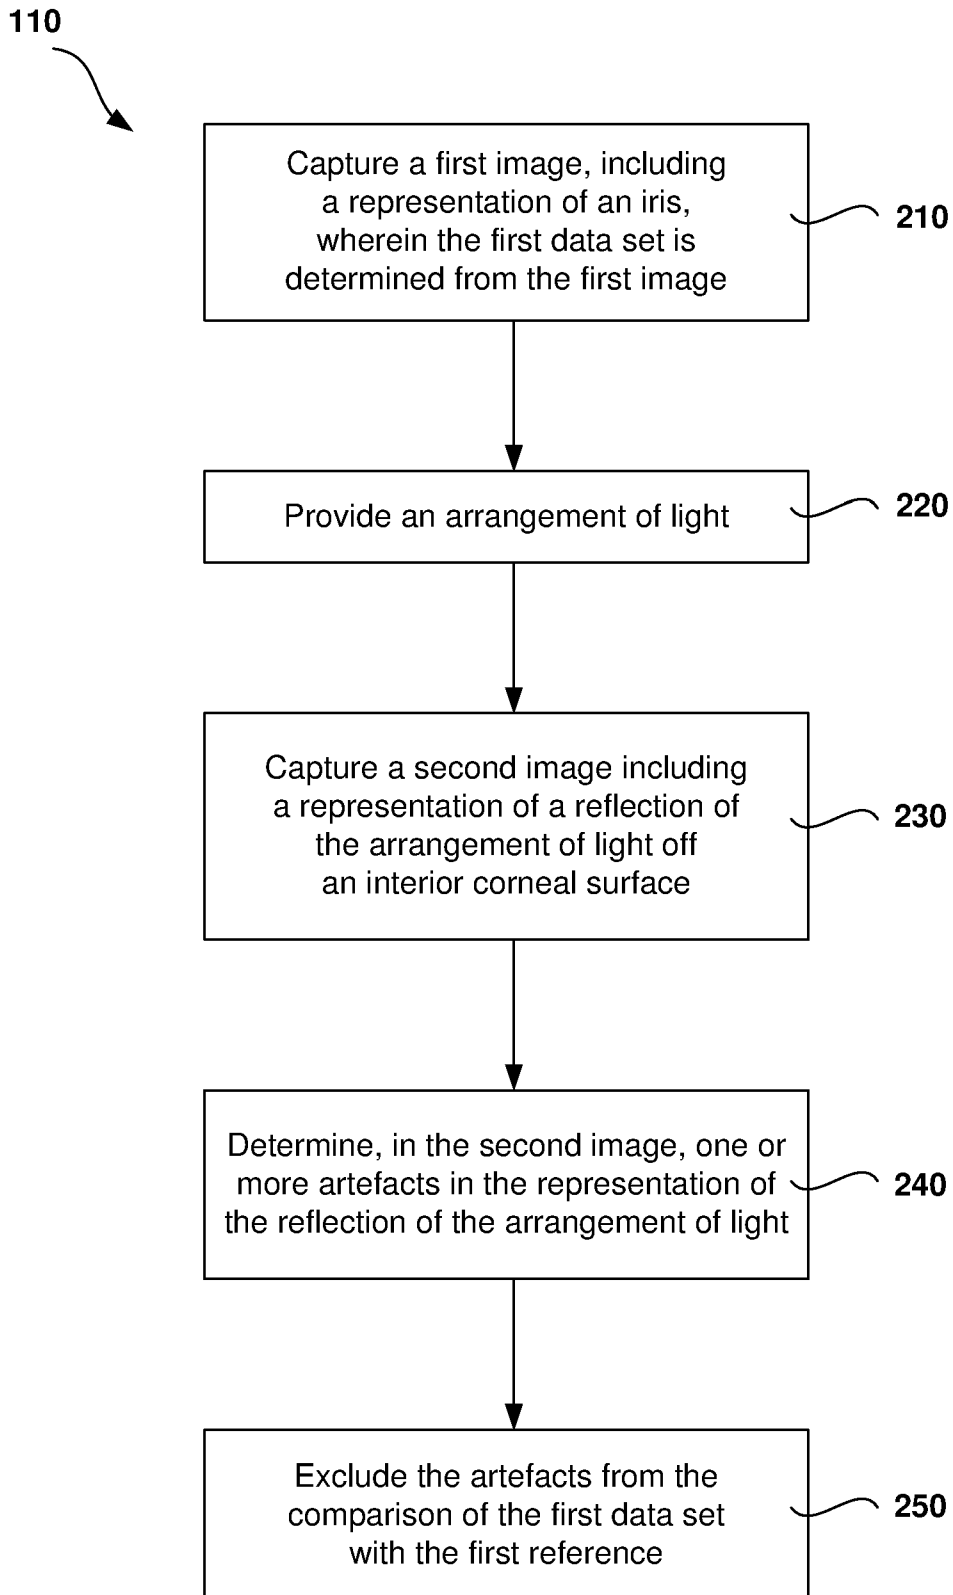 110
Capture a first image, including
a representation of an iris,
wherein the first data set is
determined from the first image
210
Provide an arrangement of light
220
Capture a second image including
a representation of a reflection of
the arrangement of light off
an interior corneal surface
230
Determine, in the second image, one or
more artefacts in the representation of
the reflection of the arrangement of light
240
Exclude the artefacts from the
comparison of the first data set
with the first reference
250